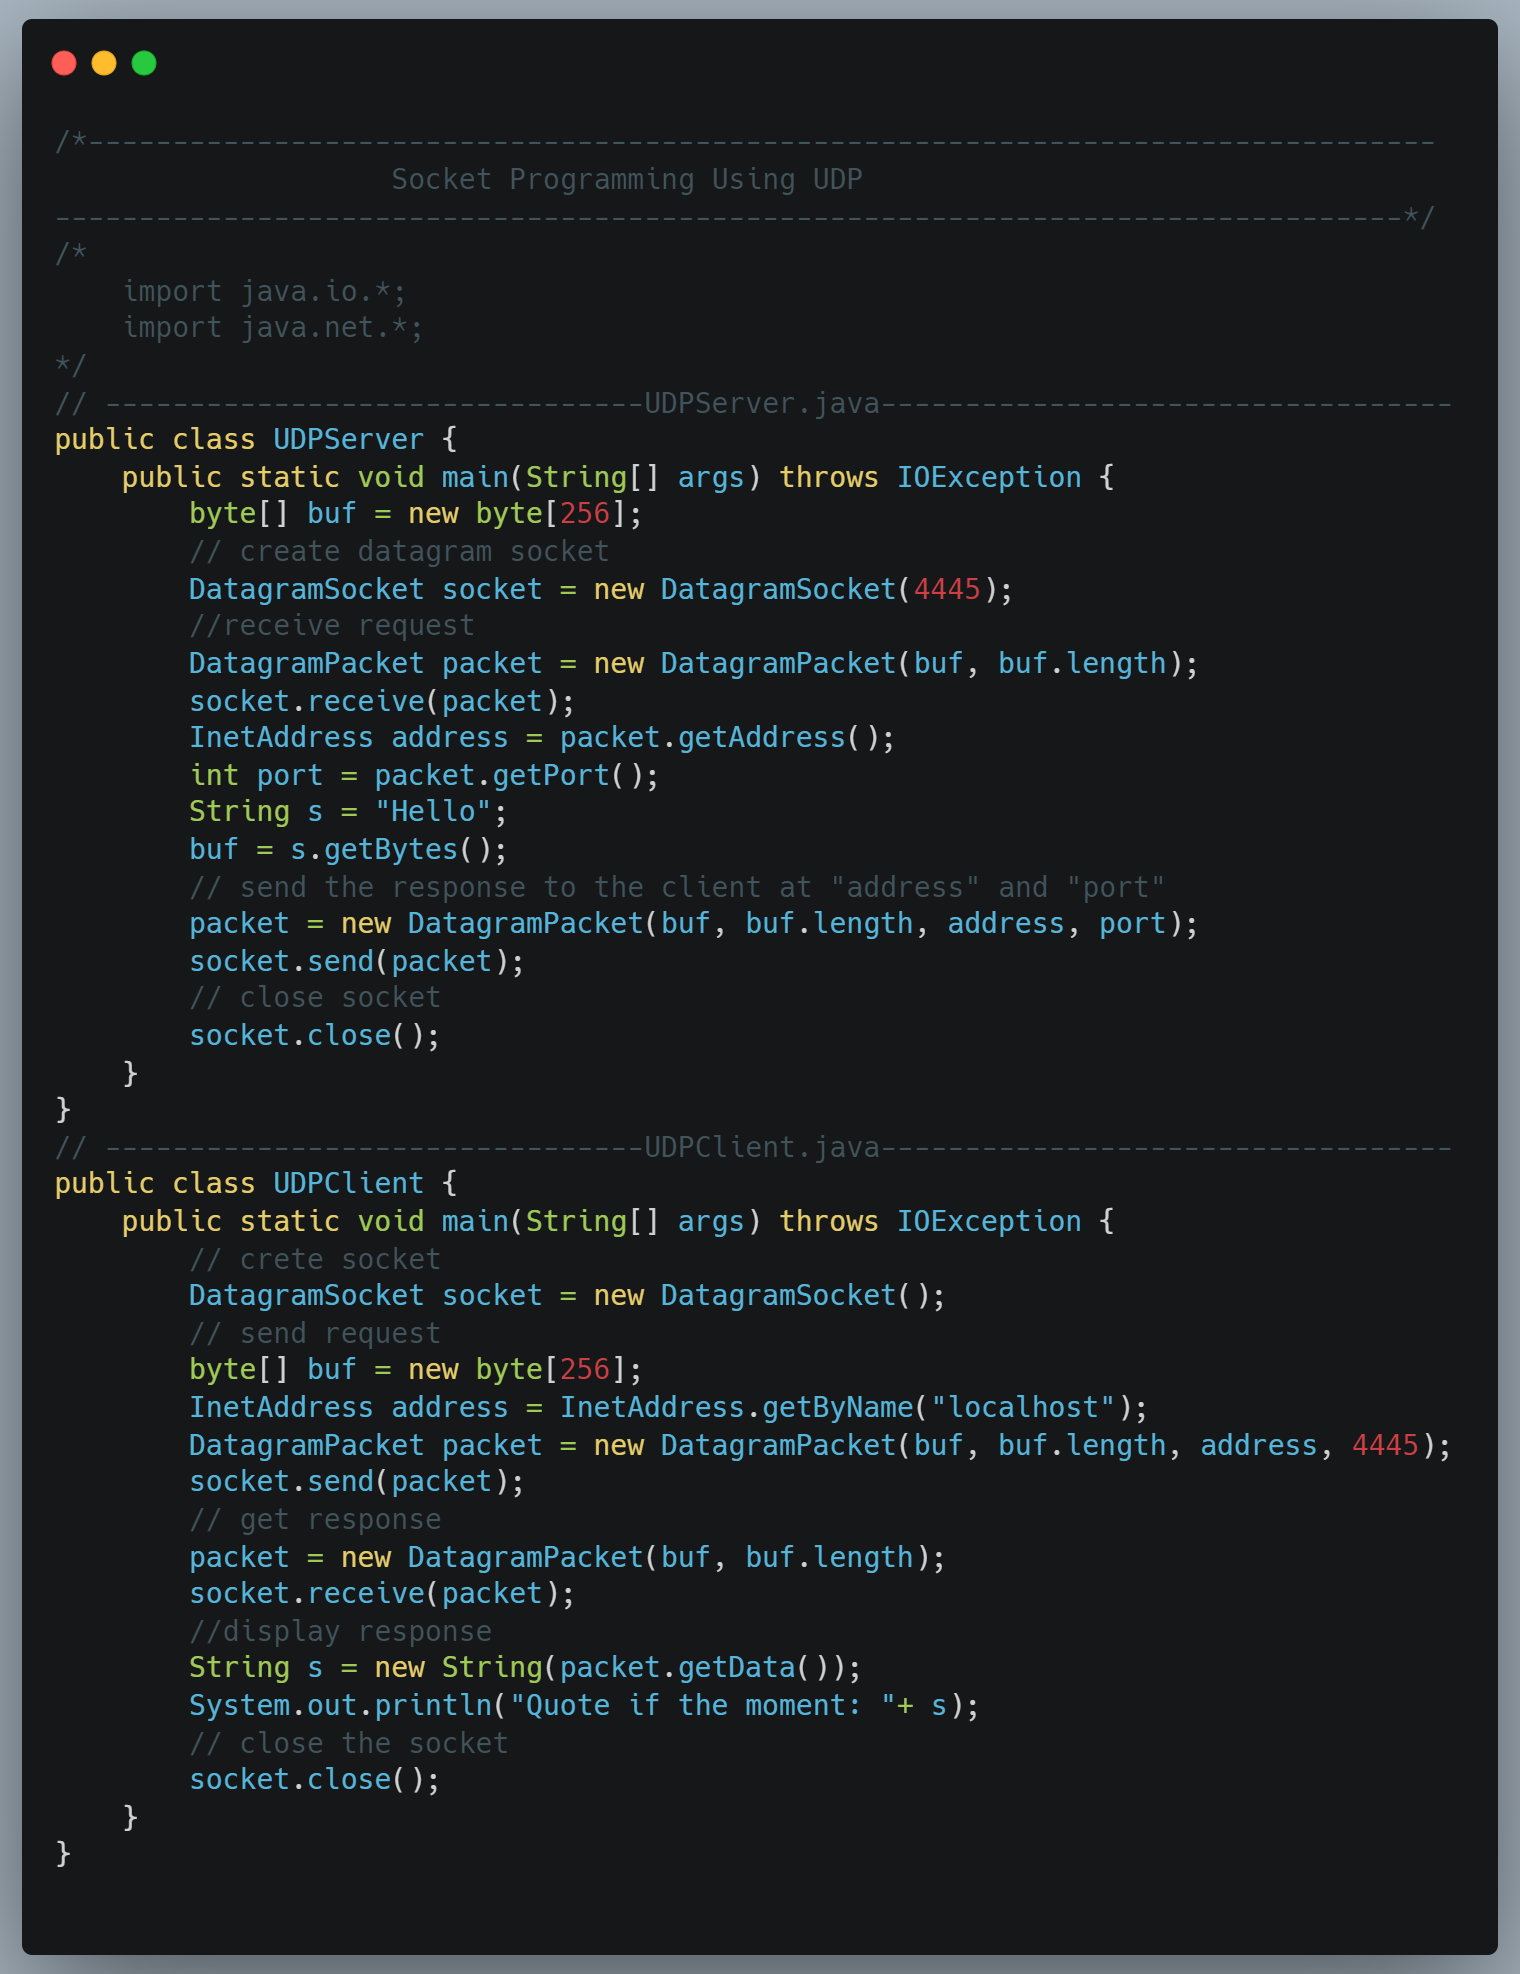 /*--------------------------------------------------------------------------------
                    Socket Programming Using UDP
--------------------------------------------------------------------------------*/
/*
    import java.io.*;
    import java.net.*;
*/
// --------------------------------UDPServer.java----------------------------------
public class UDPServer {
    public static void main(String[] args) throws IOException {
        byte[] buf = new byte[256];
        // create datagram socket
        DatagramSocket socket = new DatagramSocket(4445);
        //receive request
        DatagramPacket packet = new DatagramPacket(buf, buf.length);
        socket.receive(packet);
        InetAddress address = packet.getAddress();
        int port = packet.getPort();
        String s = "Hello";
        buf = s.getBytes();
        // send the response to the client at "address" and "port"
        packet = new DatagramPacket(buf, buf.length, address, port);
        socket.send(packet);
        // close socket
        socket.close();
    }
}
// --------------------------------UDPClient.java----------------------------------
public class UDPClient {
    public static void main(String[] args) throws IOException {
        // crete socket
        DatagramSocket socket = new DatagramSocket();
        // send request
        byte[] buf = new byte[256];
        InetAddress address = InetAddress.getByName("localhost");
        DatagramPacket packet = new DatagramPacket(buf, buf.length, address, 4445);
        socket.send(packet);
        // get response
        packet = new DatagramPacket(buf, buf.length);
        socket.receive(packet);
        //display response
        String s = new String(packet.getData());
        System.out.println("Quote if the moment: "+ s);
        // close the socket
        socket.close();
    }
}